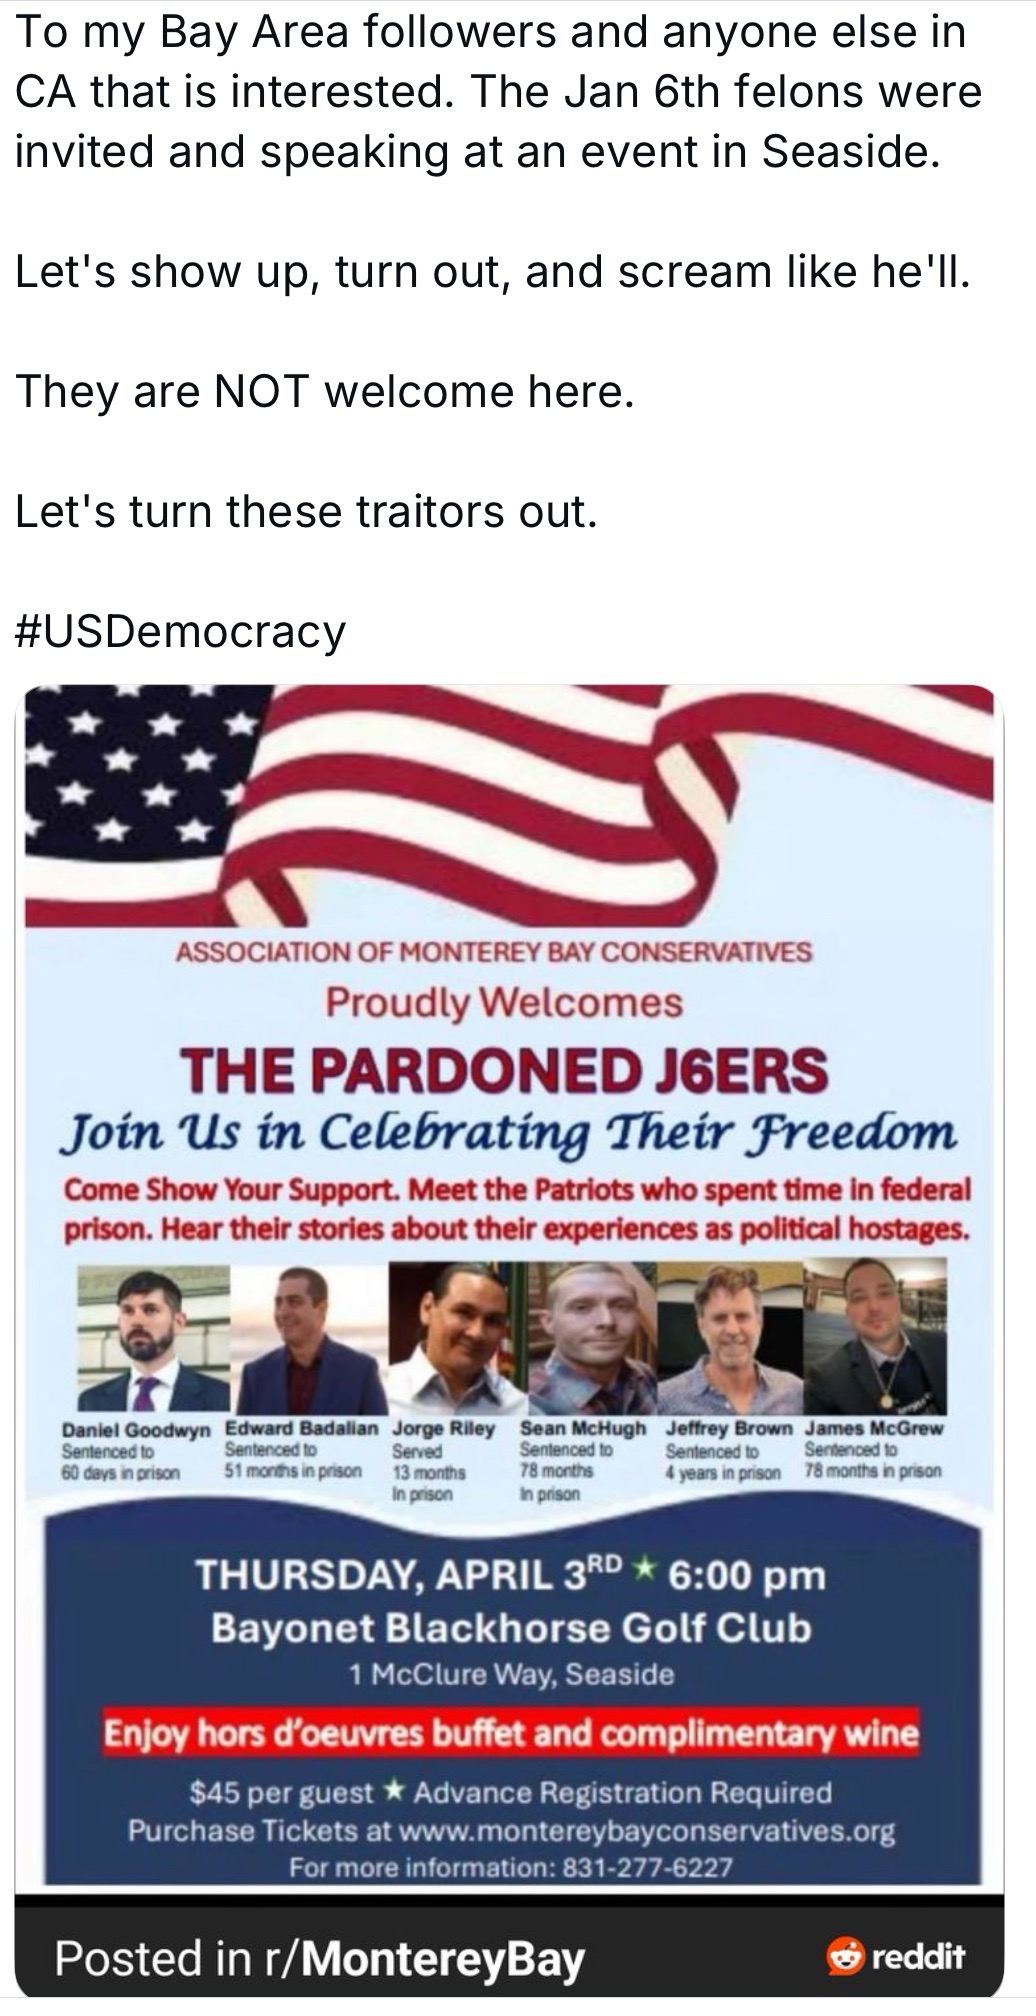 To my Bay Area followers and anyone else in
CA that is interested. The Jan 6th felons were
invited and speaking at an event in Seaside.
Let's show up, turn out, and scream like he'll.
They are NOT welcome here.
Let's turn these traitors out.
#USDemocracy
ASSOCIATION OF MONTEREY BAY CONSERVATIVES
Proudly Welcomes
THE PARDONED J6ERS
Join Us in Celebrating Their Freedom
Come Show Your Support. Meet the Patriots who spent time in federal
prison. Hear their stories about their experiences as political hostages.
Daniel Goodwyn
Sentenced to
60 days in prison
Edward Badalian
Sentenced to
51 months in prison
Jorge Riley
Served
13 months
In prison
Sean McHugh
Sentenced to
78 months
In prison
Jeffrey Brown
Sentenced to
4 years in prison
James McGrew
Sentenced to
78 months in prison
THURSDAY, APRIL 3RD ★ 6:00 pm
Bayonet Blackhorse Golf Club
1 McClure Way, Seaside
Enjoy hors d'oeuvres buffet and complimentary wine
$45 per guest ★ Advance Registration Required
Purchase Tickets at www.montereybayconservatives.org
For more information: 831-277-6227
Posted in r/MontereyBay
reddit